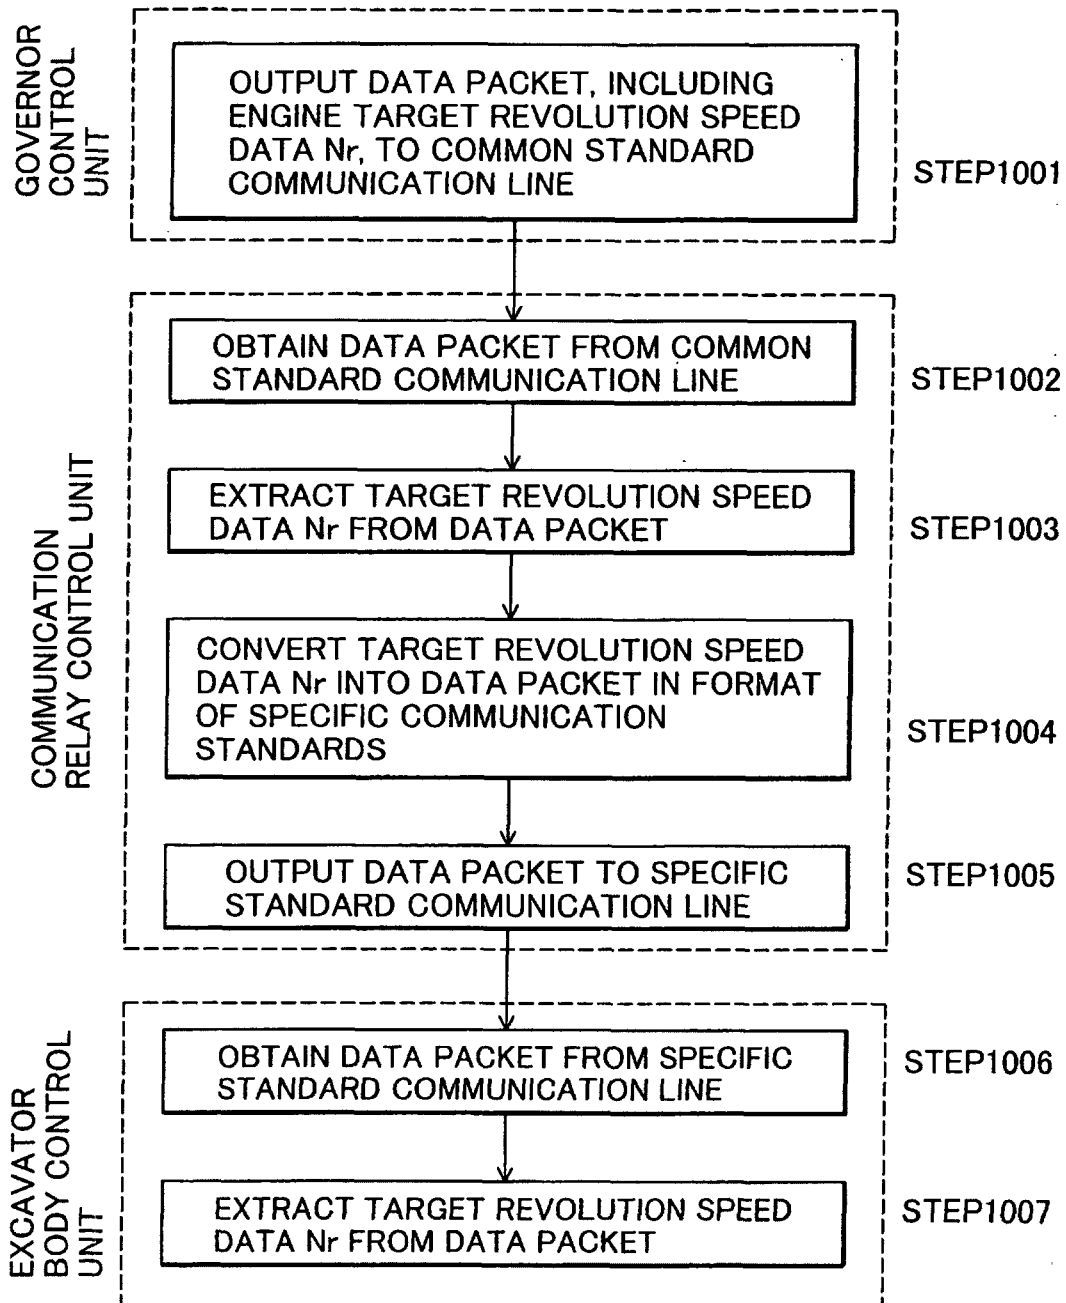 GOVERNOR
CONTROL
UNIT
OUTPUT DATA PACKET, INCLUDING
ENGINE TARGET REVOLUTION SPEED
DATA Nr, TO COMMON STANDARD
COMMUNICATION LINE
STEP1001
COMMUNICATION
RELAY CONTROL UNIT
OBTAIN DATA PACKET FROM COMMON
STANDARD COMMUNICATION LINE
STEP1002
EXTRACT TARGET REVOLUTION SPEED
DATA Nr FROM DATA PACKET
STEP1003
CONVERT TARGET REVOLUTION SPEED
DATA Nr INTO DATA PACKET IN FORMAT
OF SPECIFIC COMMUNICATION
STANDARDS
STEP1004
OUTPUT DATA PACKET TO SPECIFIC
STANDARD COMMUNICATION LINE
STEP1005
EXCAVATOR
BODY CONTROL
UNIT
OBTAIN DATA PACKET FROM SPECIFIC
STANDARD COMMUNICATION LINE
STEP1006
EXTRACT TARGET REVOLUTION SPEED
DATA Nr FROM DATA PACKET
STEP1007